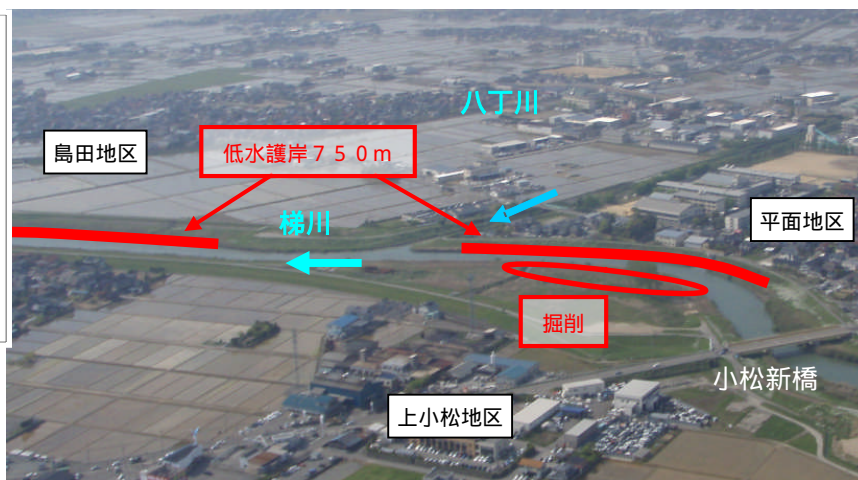 八丁川
島田地区
低水護岸７５０ｍ
梯川
平面地区
掘削
小松新橋
上小松地区